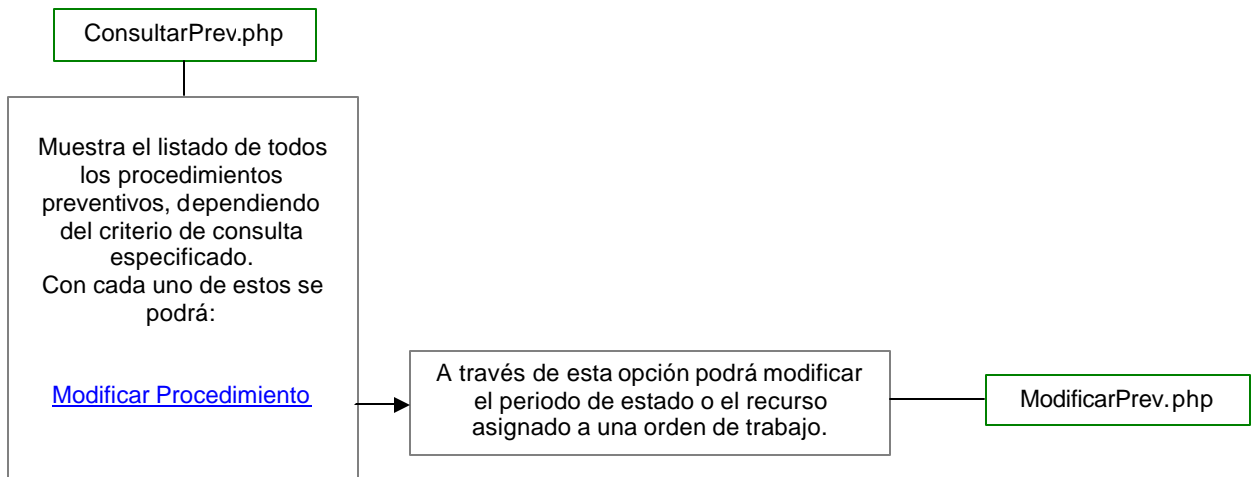 ConsultarPrev.php
Muestra el listado de todos
los procedimientos
preventivos, dependiendo
del criterio de consulta
especificado.
Con cada uno de estos se
podrá:
Modificar Procedimiento
A través de esta opción podrá modificar
el periodo de estado o el recurso
asignado a una orden de trabajo.
ModificarPrev.php